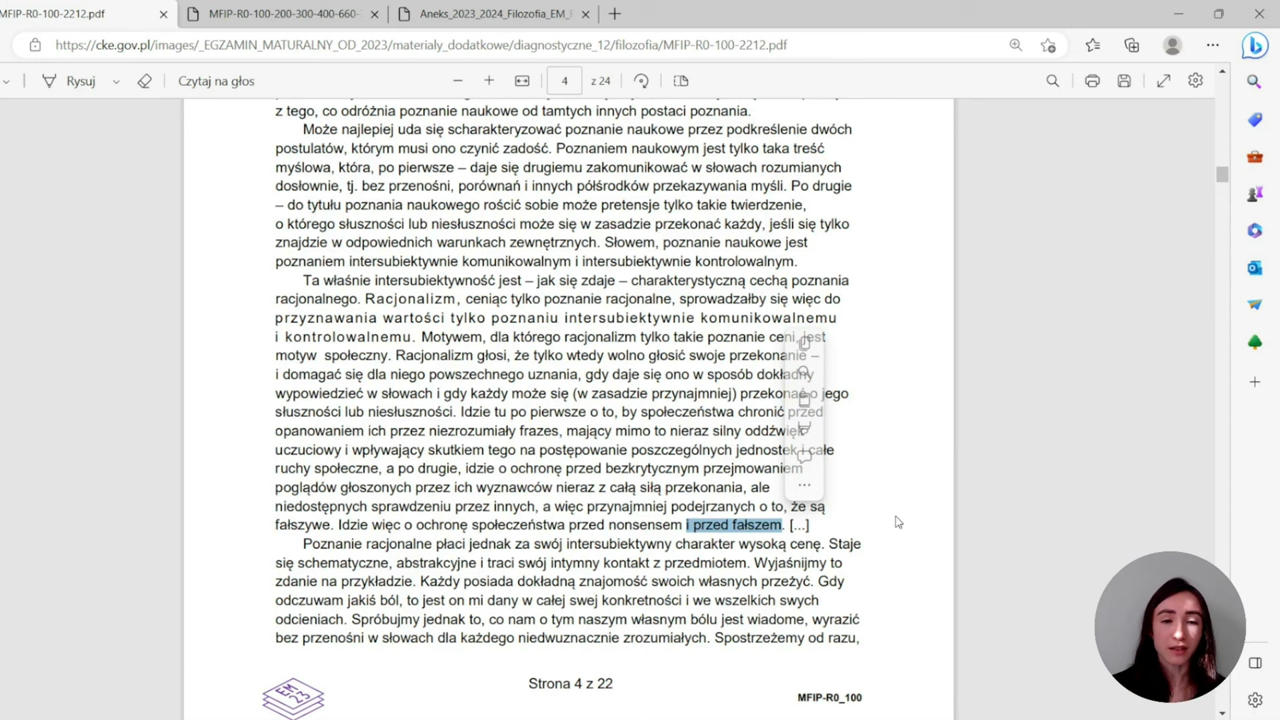 MFIP-R0-100-2212.pdf
MFIP-R0-100-200-300-400-660-
Aneks_2023_2024_Filozofia_EM_
https://cke.gov.pl/images/_EGZAMIN_MATURALNY_OD_2023/materialy_dodatkowe/diagnostyczne_12/filozofia/MFIP-R0-100-2212.pdf
Rysuj
Czytaj na głos
4
z 24
z tego, co odróżnia poznanie naukowe od tamtych innych postaci poznania.
Może najlepiej uda się scharakteryzować poznanie naukowe przez podkreślenie dwóch
postulatów, którym musi ono czynić zadość. Poznaniem naukowym jest tylko taka treść
myślowa, która, po pierwsze – daje się drugiemu zakomunikować w słowach rozumianych
dosłownie, tj. bez przenośni, porównań i innych półśrodków przekazywania myśli. Po drugie
– do tytułu poznania naukowego rościć sobie może pretensje tylko takie twierdzenie,
o którego słuszności lub niesłuszności może się w zasadzie przekonać każdy, jeśli się tylko
znajdzie w odpowiednich warunkach zewnętrznych. Słowem, poznanie naukowe jest
poznaniem intersubiektywnie komunikowalnym i intersubiektywnie kontrolowalnym.
Ta właśnie intersubiektywność jest – jak się zdaje – charakterystyczną cechą poznania
racjonalnego. Racjonalizm, ceniąc tylko poznanie racjonalne, sprowadzałby się więc do
przyznawania wartości tylko poznaniu intersubiektywnie komunikowalnemu
i kontrolowalnemu. Motywem, dla którego racjonalizm tylko takie poznanie ceni, jest
motyw społeczny. Racjonalizm głosi, że tylko wtedy wolno głosić swoje przekonanie –
i domagać się dla niego powszechnego uznania, gdy daje się ono w sposób dokładny
wypowiedzieć w słowach i gdy każdy może się (w zasadzie przynajmniej) przekonać o jego
słuszności lub niesłuszności. Idzie tu po pierwsze o to, by społeczeństwa chronić przed
opanowaniem ich przez niezrozumiały frazes, mający mimo to nieraz silny oddźwięk
uczuciowy i wpływający skutkiem tego na postępowanie poszczególnych jednostek i całe
ruchy społeczne, a po drugie, idzie o ochronę przed bezkrytycznym przejmowaniem
poglądów głoszonych przez ich wyznawców nieraz z całą siłą przekonania, ale
niedostępnych sprawdzeniu przez innych, a więc przynajmniej podejrzanych o to, że są
fałszywe. Idzie więc o ochronę społeczeństwa przed nonsensem i przed fałszem. [...]
Poznanie racjonalne płaci jednak za swój intersubiektywny charakter wysoką cenę. Staje
się schematyczne, abstrakcyjne i traci swój intymny kontakt z przedmiotem. Wyjaśnijmy to
zdanie na przykładzie. Każdy posiada dokładną znajomość swoich własnych przeżyć. Gdy
odczuwam jakiś ból, to jest on mi dany w całej swej konkretności i we wszelkich swych
odcieniach. Spróbujmy jednak to, co nam o tym naszym własnym bólu jest wiadome, wyrazić
bez przenośni w słowach dla każdego niedwuznacznie zrozumiałych. Spostrzeżemy od razu,
Strona 4 z 22
EM
23
MFIP-R0_100